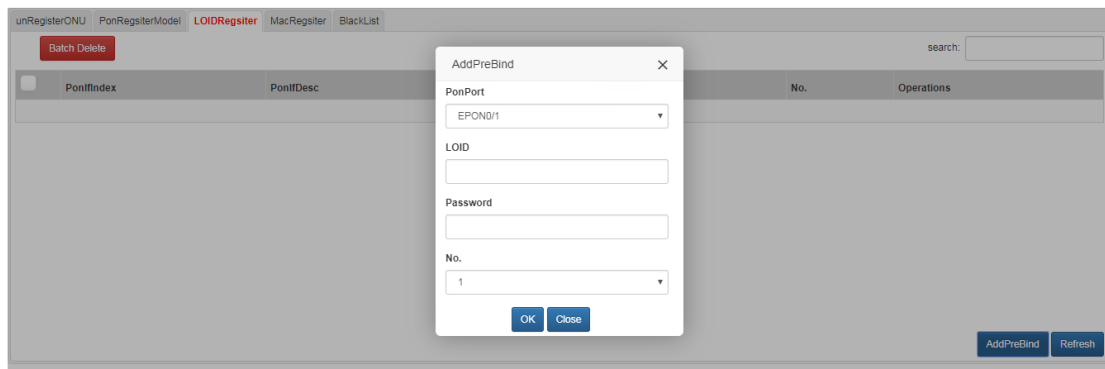 unRegisterONU PonRegsiterModel LOIDRegsiter MacRegsiter BlackList
Batch Delete search:
PonIfIndex PonIfDesc No. Operations
AddPreBind ×
PonPort
EPON0/1
LOID
Password
No.
1
OK Close
AddPreBind Refresh